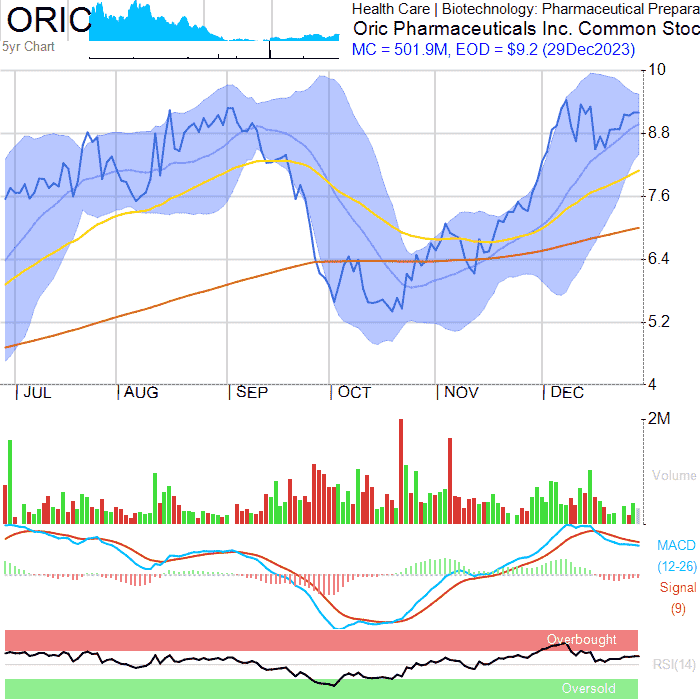 ORIC
5yr Chart
Health Care | Biotechnology: Pharmaceutical Prepara
Oric Pharmaceuticals Inc. Common Stoc
MC = 501.9M, EOD = $9.2 (29Dec2023)
10
8.8
7.6
6.4
5.2
4
JUL AUG SEP OCT NOV DEC
2M
Volume
MACD
(12-26)
Signal
(9)
Overbought
RSI(14)
Oversold